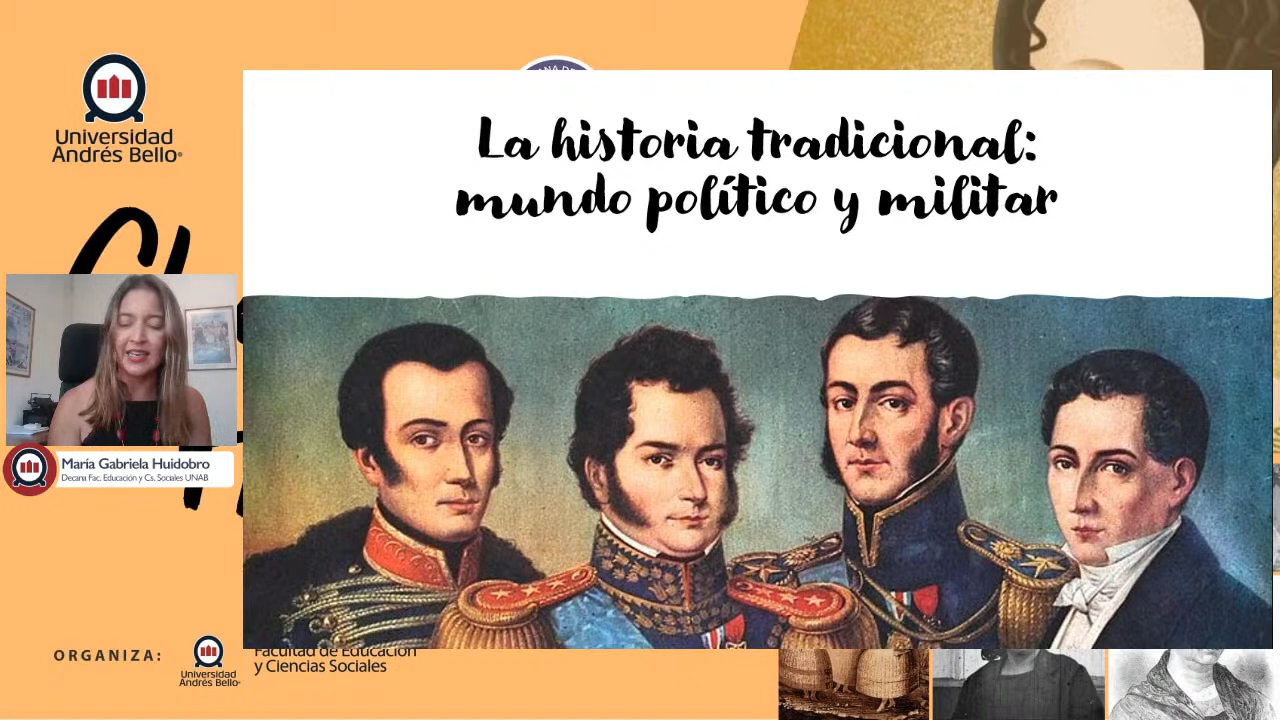 Universidad
Andrés Bello
La historia tradicional:
mundo político y militar
María Gabriela Huidobro
Decana Fac. Educación y Cs. Sociales UNAB
ORGANIZA:
Universidad
Andrés Bello
Facultad de Educación
y Ciencias Sociales